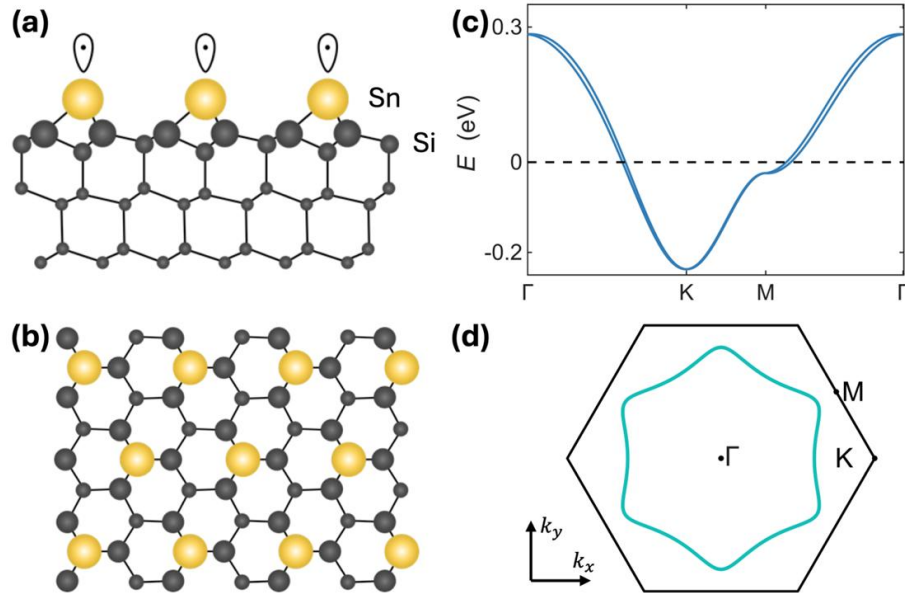 (a)
Sn
Si
(b)
(c)
0.3
E (eV)
0
-0.2
Γ
K
M
Γ
(d)
M
Γ
K
k_y
k_x